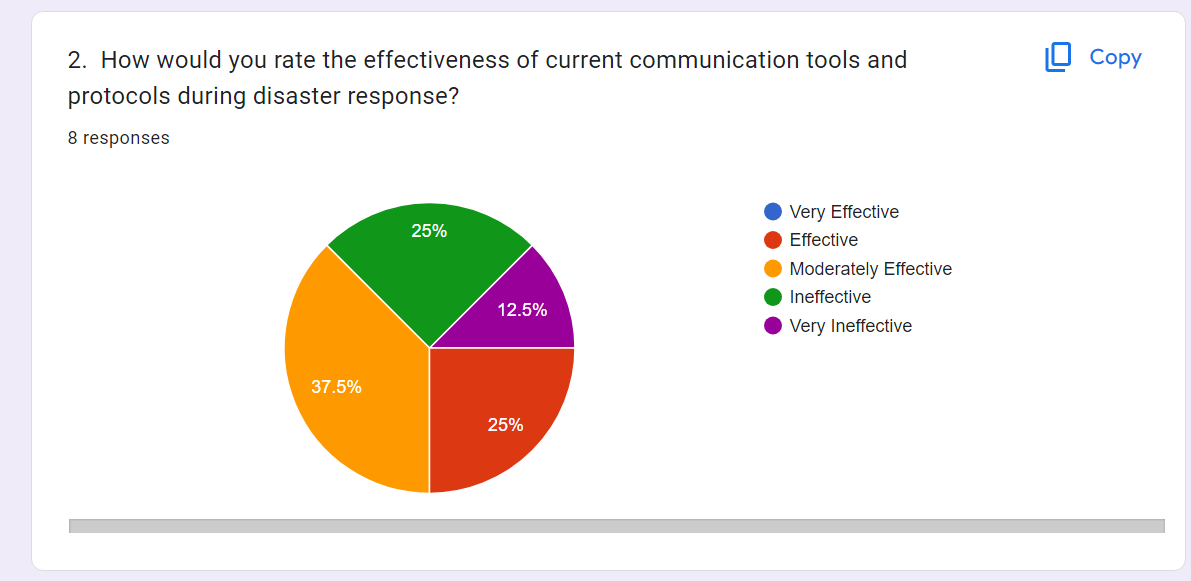 2.  How would you rate the effectiveness of current communication tools and
protocols during disaster response?
Copy
8 responses
25%
12.5%
37.5%
25%
Very Effective
Effective
Moderately Effective
Ineffective
Very Ineffective